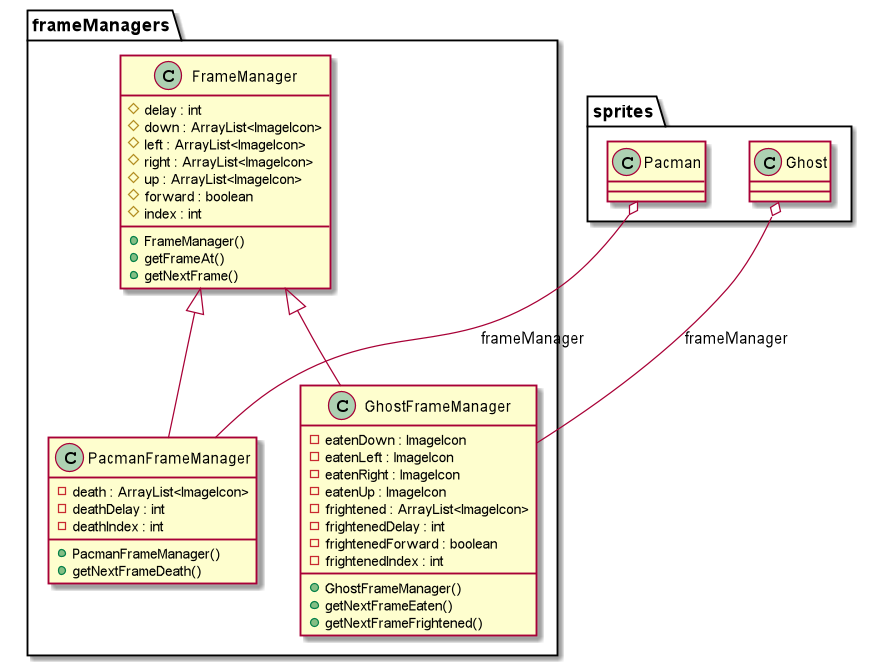 frameManagers
C FrameManager
delay : int
down : ArrayList<ImageIcon>
left : ArrayList<ImageIcon>
right : ArrayList<ImageIcon>
up : ArrayList<ImageIcon>
forward : boolean
index : int
FrameManager()
getFrameAt()
getNextFrame()
sprites
C Pacman
C Ghost
frameManager
frameManager
C PacmanFrameManager
death : ArrayList<ImageIcon>
deathDelay : int
deathIndex : int
PacmanFrameManager()
getNextFrameDeath()
C GhostFrameManager
eatenDown : ImageIcon
eatenLeft : ImageIcon
eatenRight : ImageIcon
eatenUp : ImageIcon
frightened : ArrayList<ImageIcon>
frightenedDelay : int
frightenedForward : boolean
frightenedIndex : int
GhostFrameManager()
getNextFrameEaten()
getNextFrameFrightened()